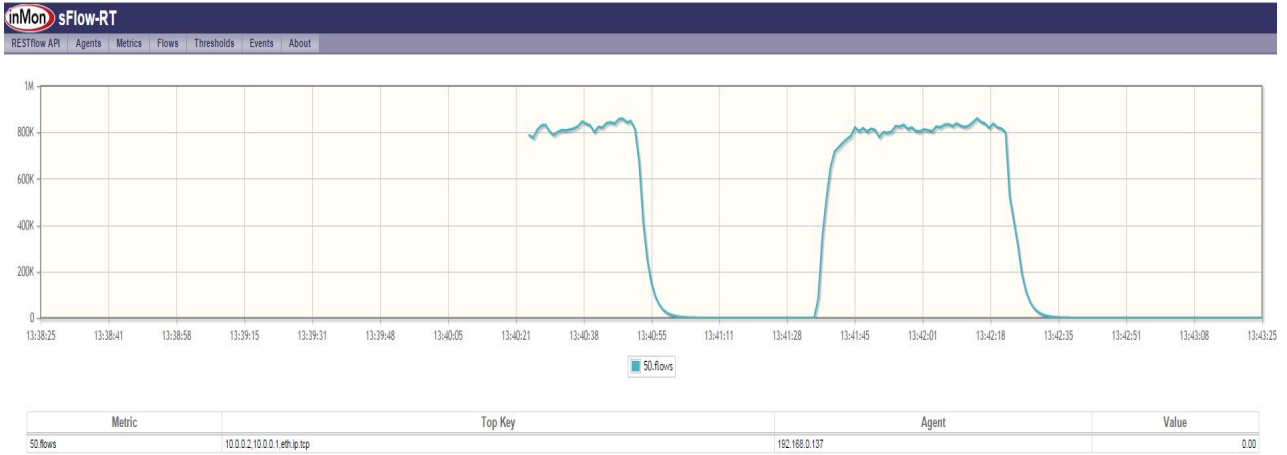 inMon sFlow-RT
RESTflow API Agents Metrics Flows Thresholds Events About
1M
800K
600K
400K
200K
0
13:38:25 13:38:41 13:38:58 13:39:15 13:39:31 13:39:48 13:40:05 13:40:21 13:40:38 13:40:55 13:41:11 13:41:28 13:41:45 13:42:01 13:42:18 13:42:35 13:42:51 13:43:08 13:43:25
50.flows
Metric Top Key Agent Value
50.flows 10.0.0.2,10.0.0.1,eth.ip.tcp 192.168.0.137 0.00